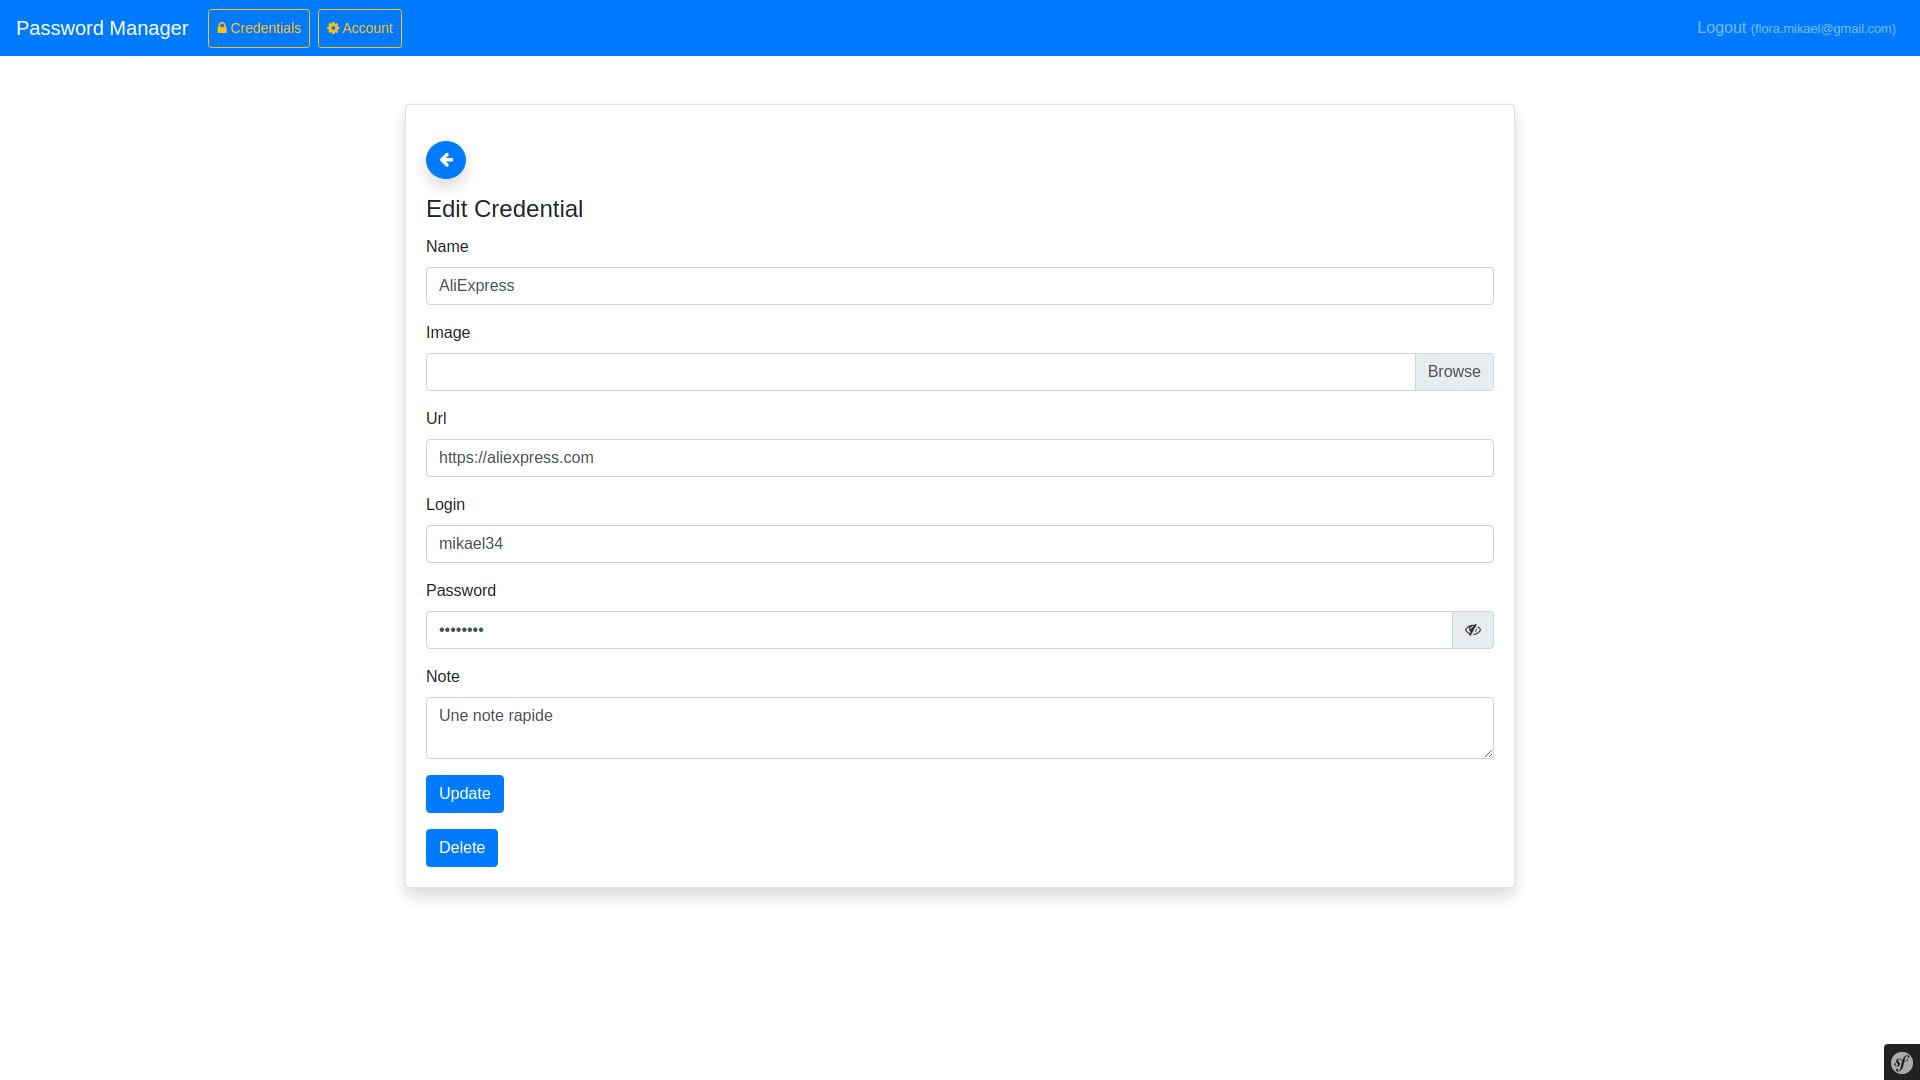 Password Manager Credentials Account Logout (flora.mikael@gmail.com)
Edit Credential
Name
AliExpress
Image
Browse
Url
https://aliexpress.com
Login
mikael34
Password
••••••••
Note
Une note rapide
Update
Delete
sf